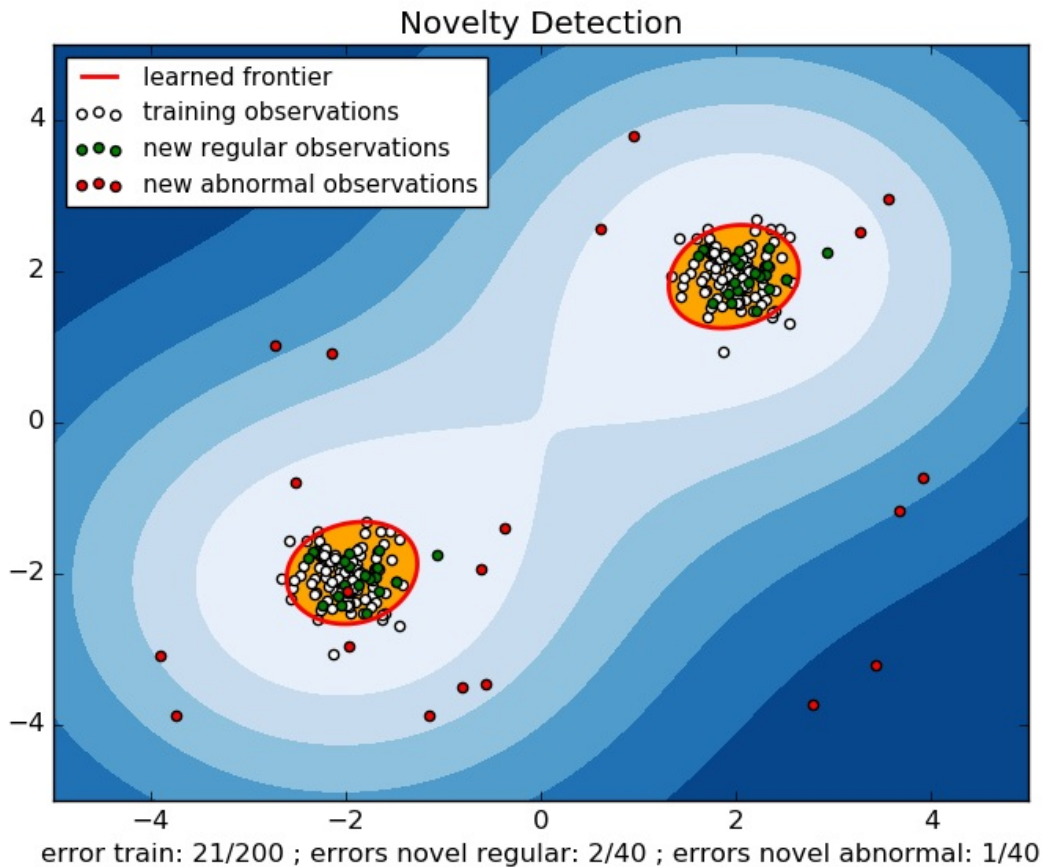 Novelty Detection
learned frontier
training observations
new regular observations
new abnormal observations
4
2
0
−2
−4
−4
−2
0
2
4
error train: 21/200 ; errors novel regular: 2/40 ; errors novel abnormal: 1/40